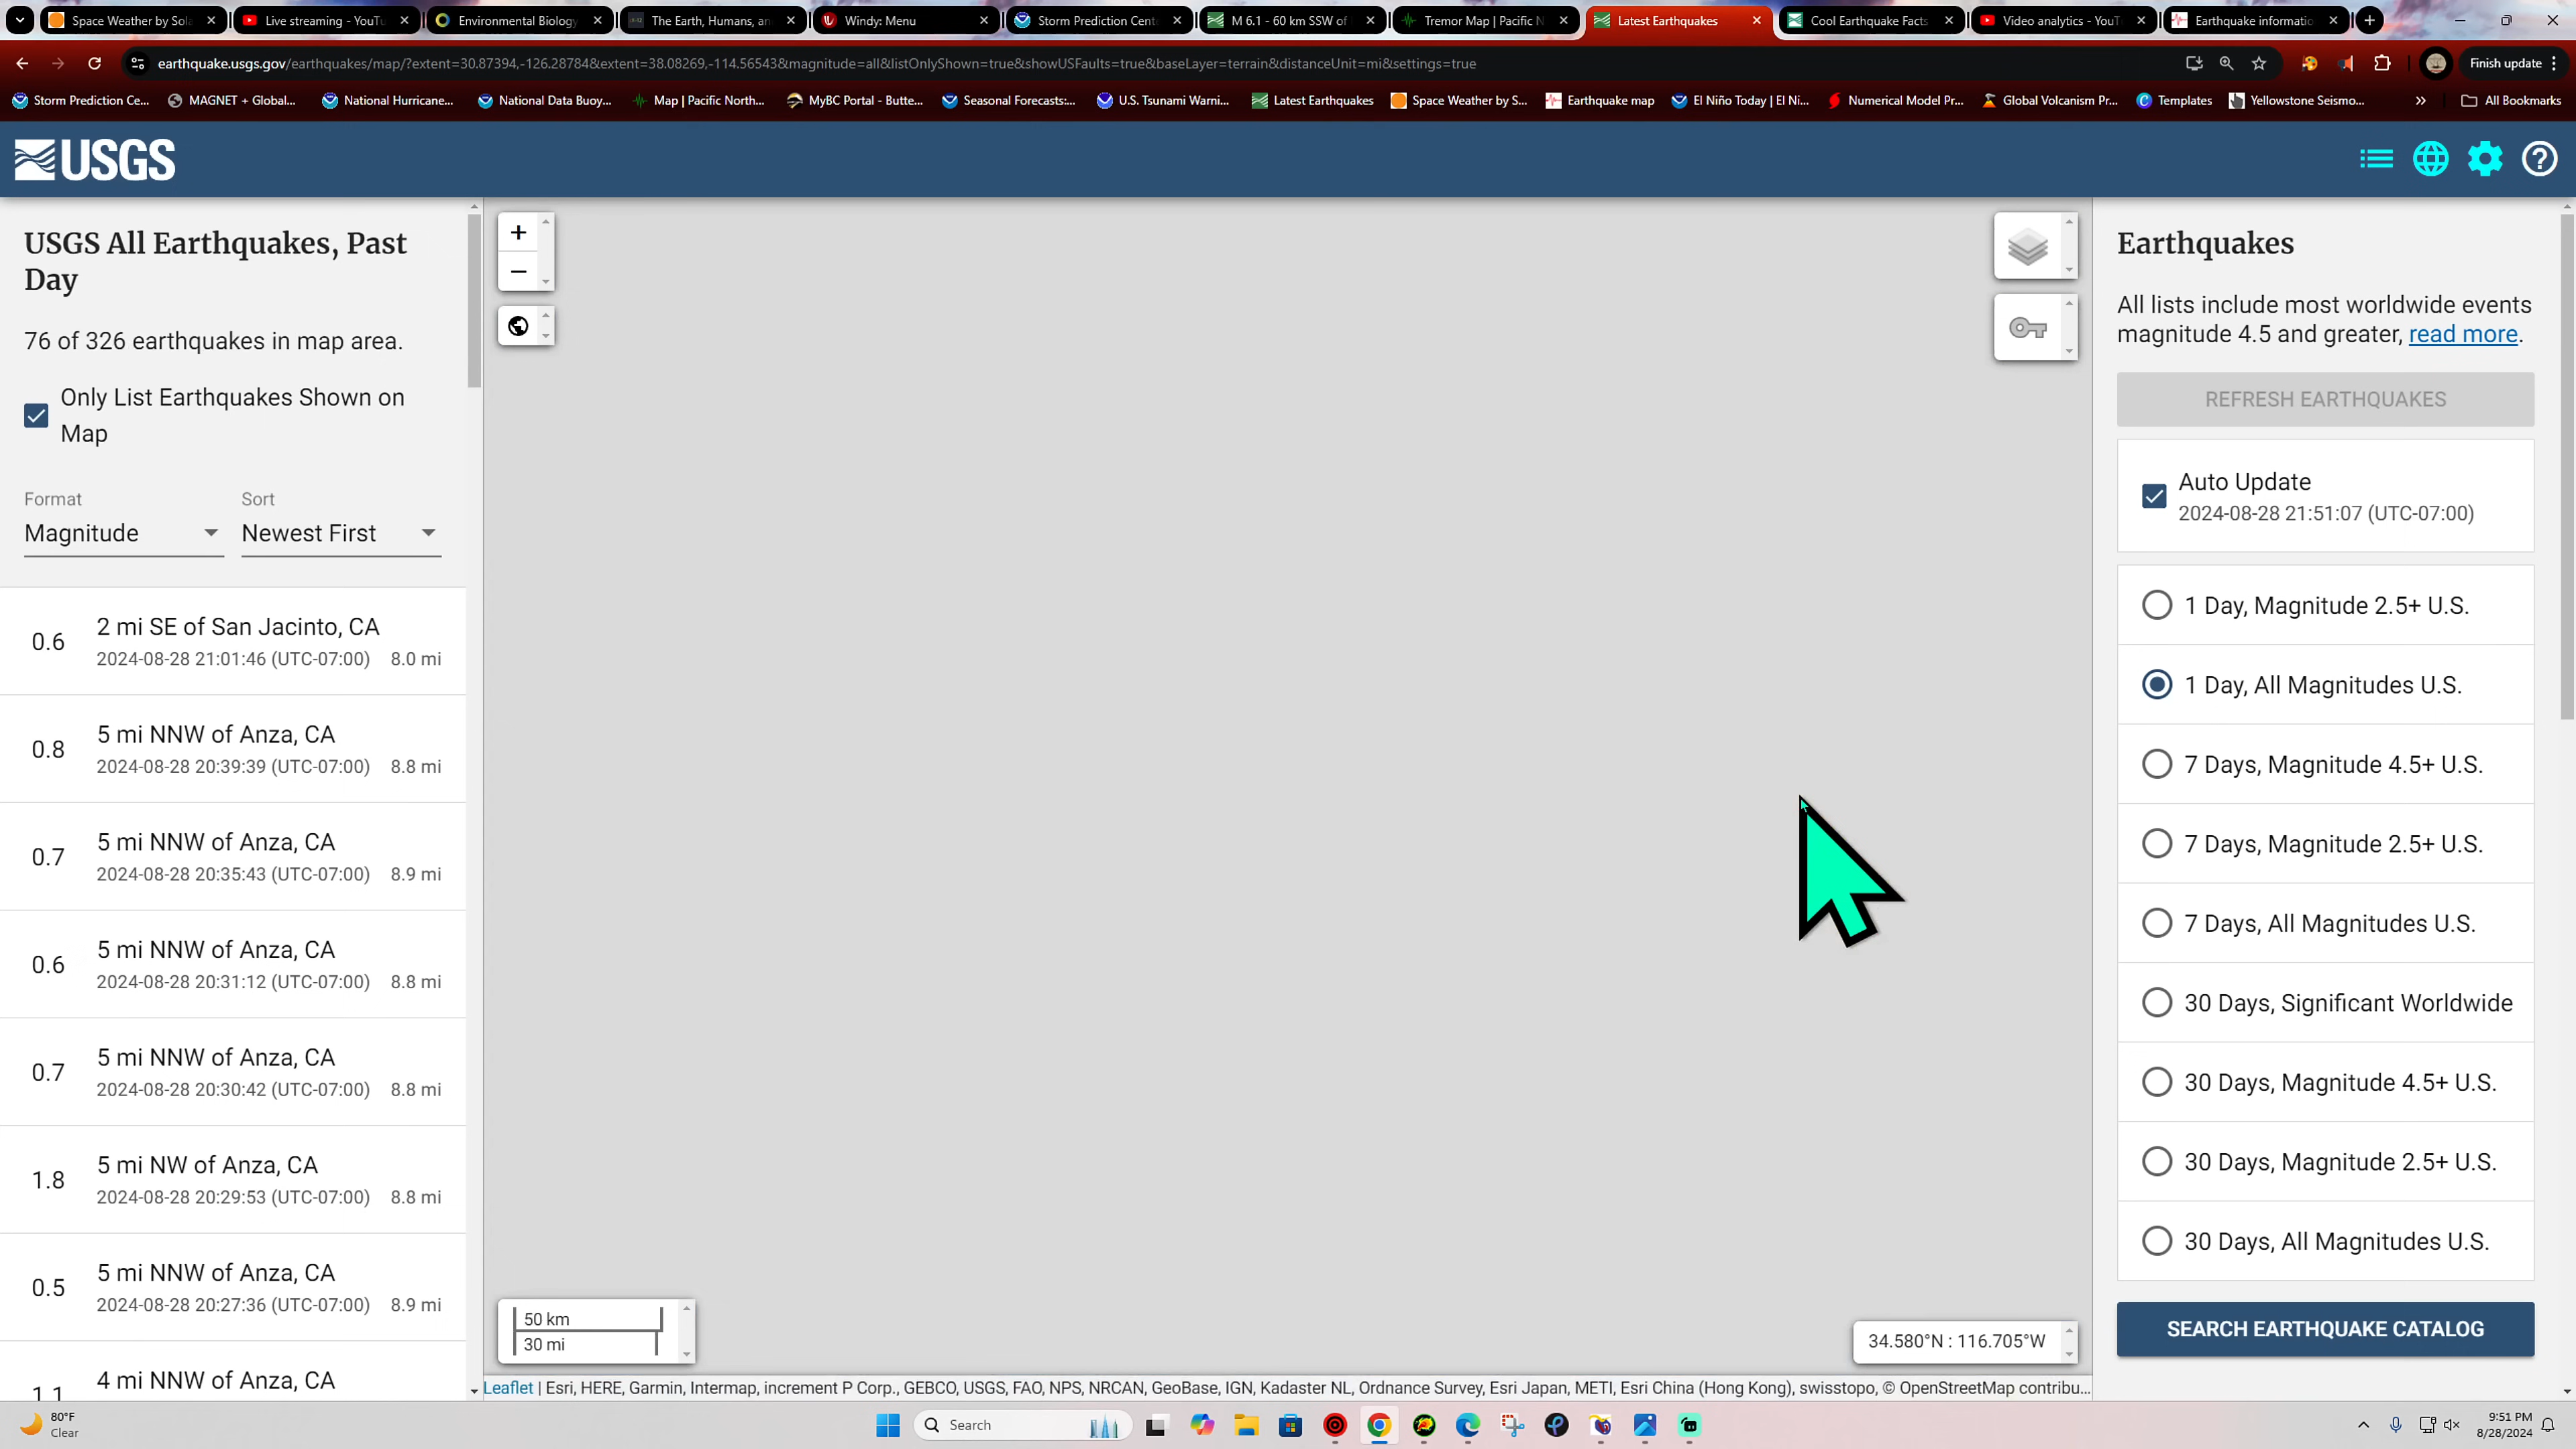 Space Weather by Sola
Live streaming - YouTu
Environmental Biology
The Earth, Humans, an
Windy: Menu
Storm Prediction Cent
M 6.1 - 60 km SSW of
Tremor Map | Pacific N
Latest Earthquakes
Cool Earthquake Facts
Video analytics - YouT
Earthquake informatio
earthquake.usgs.gov/earthquakes/map/?extent=30.87394,-126.28784&extent=38.08269,-114.56543&magnitude=all&listOnlyShown=true&showUSFaults=true&baseLayer=terrain&distanceUnit=mi&settings=true
Finish update
Storm Prediction Ce...
MAGNET + Global...
National Hurricane...
National Data Buoy...
Map | Pacific North...
MyBC Portal - Butte...
Seasonal Forecasts:...
U.S. Tsunami Warni...
Latest Earthquakes
Space Weather by S...
Earthquake map
El Niño Today | El Ni...
Numerical Model Pr...
Global Volcanism Pr...
Templates
Yellowstone Seismo...
All Bookmarks
USGS
USGS All Earthquakes, Past
Day
76 of 326 earthquakes in map area.
Only List Earthquakes Shown on
Map
Format
Magnitude
Sort
Newest First
0.6
2 mi SE of San Jacinto, CA
2024-08-28 21:01:46 (UTC-07:00) 8.0 mi
0.8
5 mi NNW of Anza, CA
2024-08-28 20:39:39 (UTC-07:00) 8.8 mi
0.7
5 mi NNW of Anza, CA
2024-08-28 20:35:43 (UTC-07:00) 8.9 mi
0.6
5 mi NNW of Anza, CA
2024-08-28 20:31:12 (UTC-07:00) 8.8 mi
0.7
5 mi NNW of Anza, CA
2024-08-28 20:30:42 (UTC-07:00) 8.8 mi
1.8
5 mi NW of Anza, CA
2024-08-28 20:29:53 (UTC-07:00) 8.8 mi
0.5
5 mi NNW of Anza, CA
2024-08-28 20:27:36 (UTC-07:00) 8.9 mi
1.1
4 mi NNW of Anza, CA
50 km
30 mi
34.580°N : 116.705°W
Leaflet | Esri, HERE, Garmin, Intermap, increment P Corp., GEBCO, USGS, FAO, NPS, NRCAN, GeoBase, IGN, Kadaster NL, Ordnance Survey, Esri Japan, METI, Esri China (Hong Kong), swisstopo, © OpenStreetMap contribu...
Earthquakes
All lists include most worldwide events
magnitude 4.5 and greater, read more.
REFRESH EARTHQUAKES
Auto Update
2024-08-28 21:51:07 (UTC-07:00)
1 Day, Magnitude 2.5+ U.S.
1 Day, All Magnitudes U.S.
7 Days, Magnitude 4.5+ U.S.
7 Days, Magnitude 2.5+ U.S.
7 Days, All Magnitudes U.S.
30 Days, Significant Worldwide
30 Days, Magnitude 4.5+ U.S.
30 Days, Magnitude 2.5+ U.S.
30 Days, All Magnitudes U.S.
SEARCH EARTHQUAKE CATALOG
80°F
Clear
Search
9:51 PM
8/28/2024